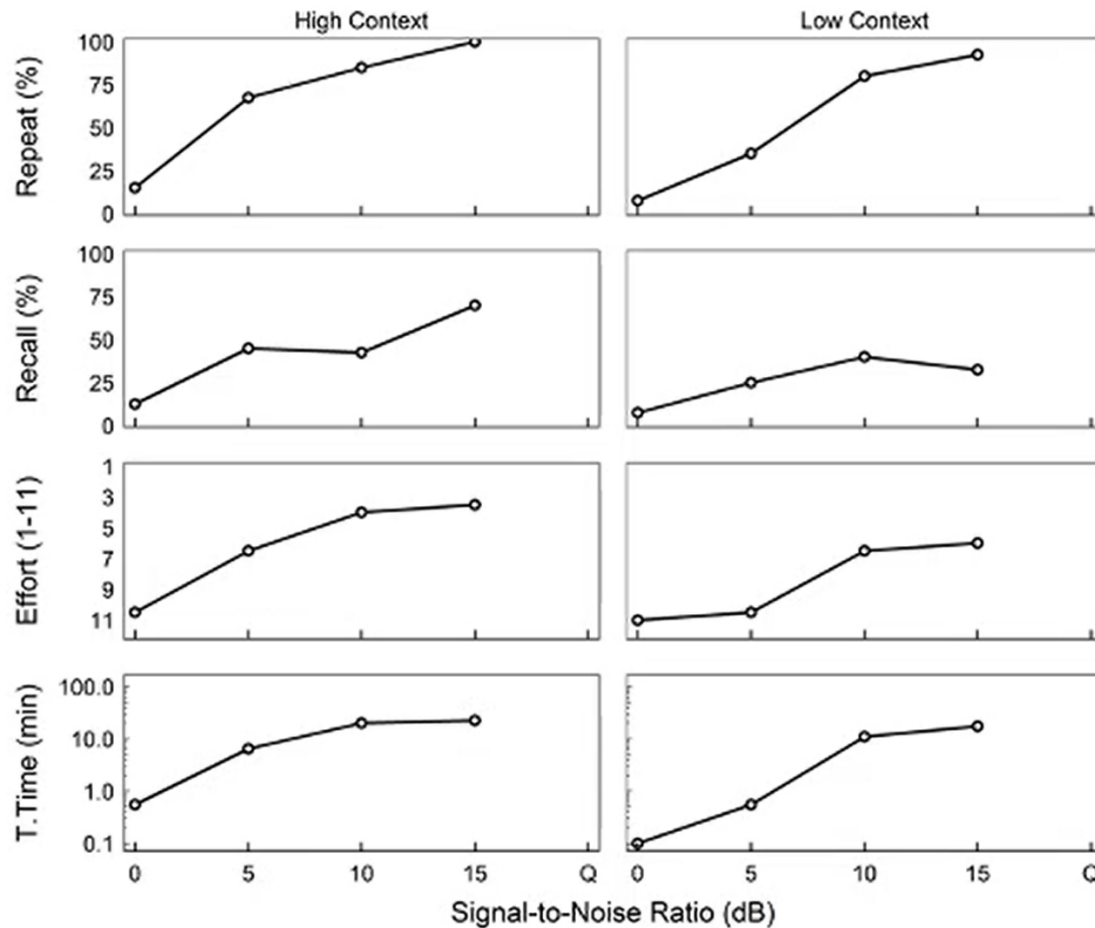 High Context Low Context
Repeat (%)
100
75
50
25
0
Recall (%)
100
75
50
25
0
Effort (1-11)
1
3
5
7
9
11
T.Time (min)
100.0
10.0
1.0
0.1
0 5 10 15 Q 0 5 10 15 Q
Signal-to-Noise Ratio (dB)